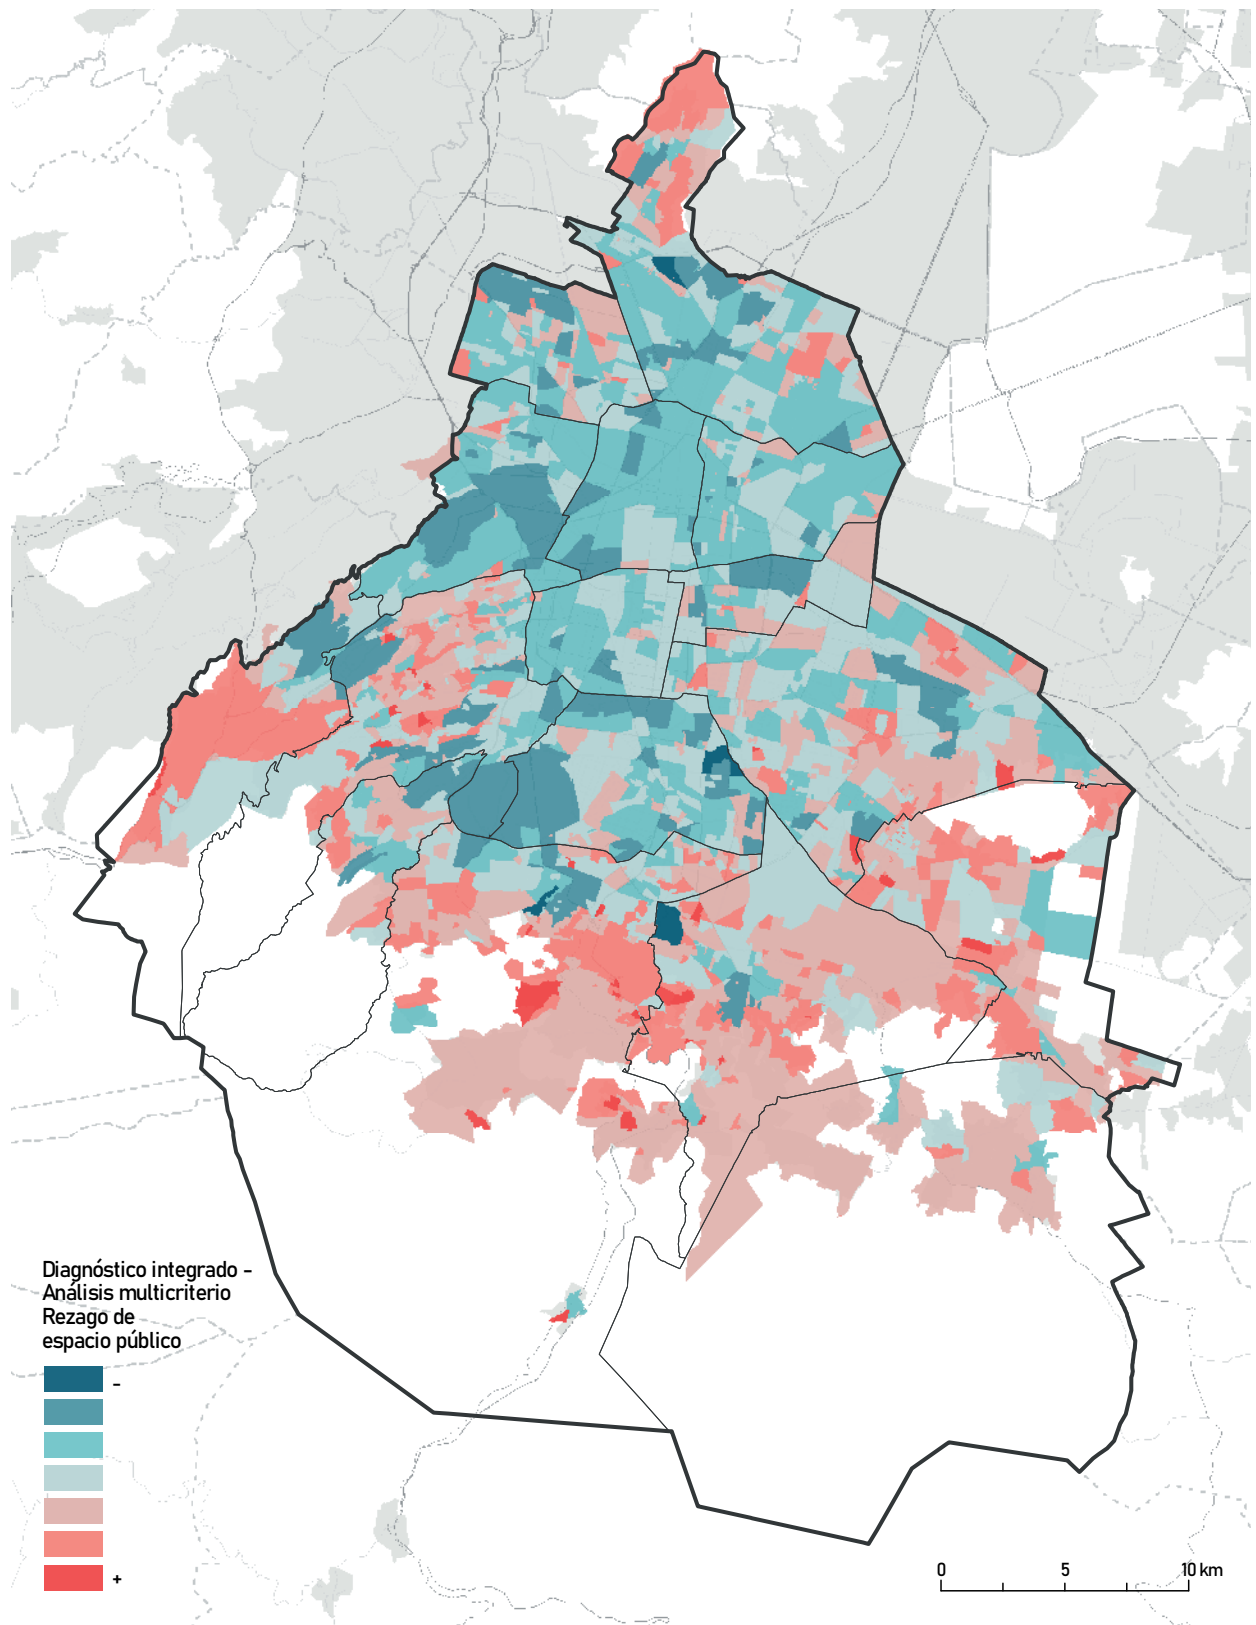 Diagnóstico integrado -
Análisis multicriterio
Rezago de
espacio público
-
+
0 5 10 km